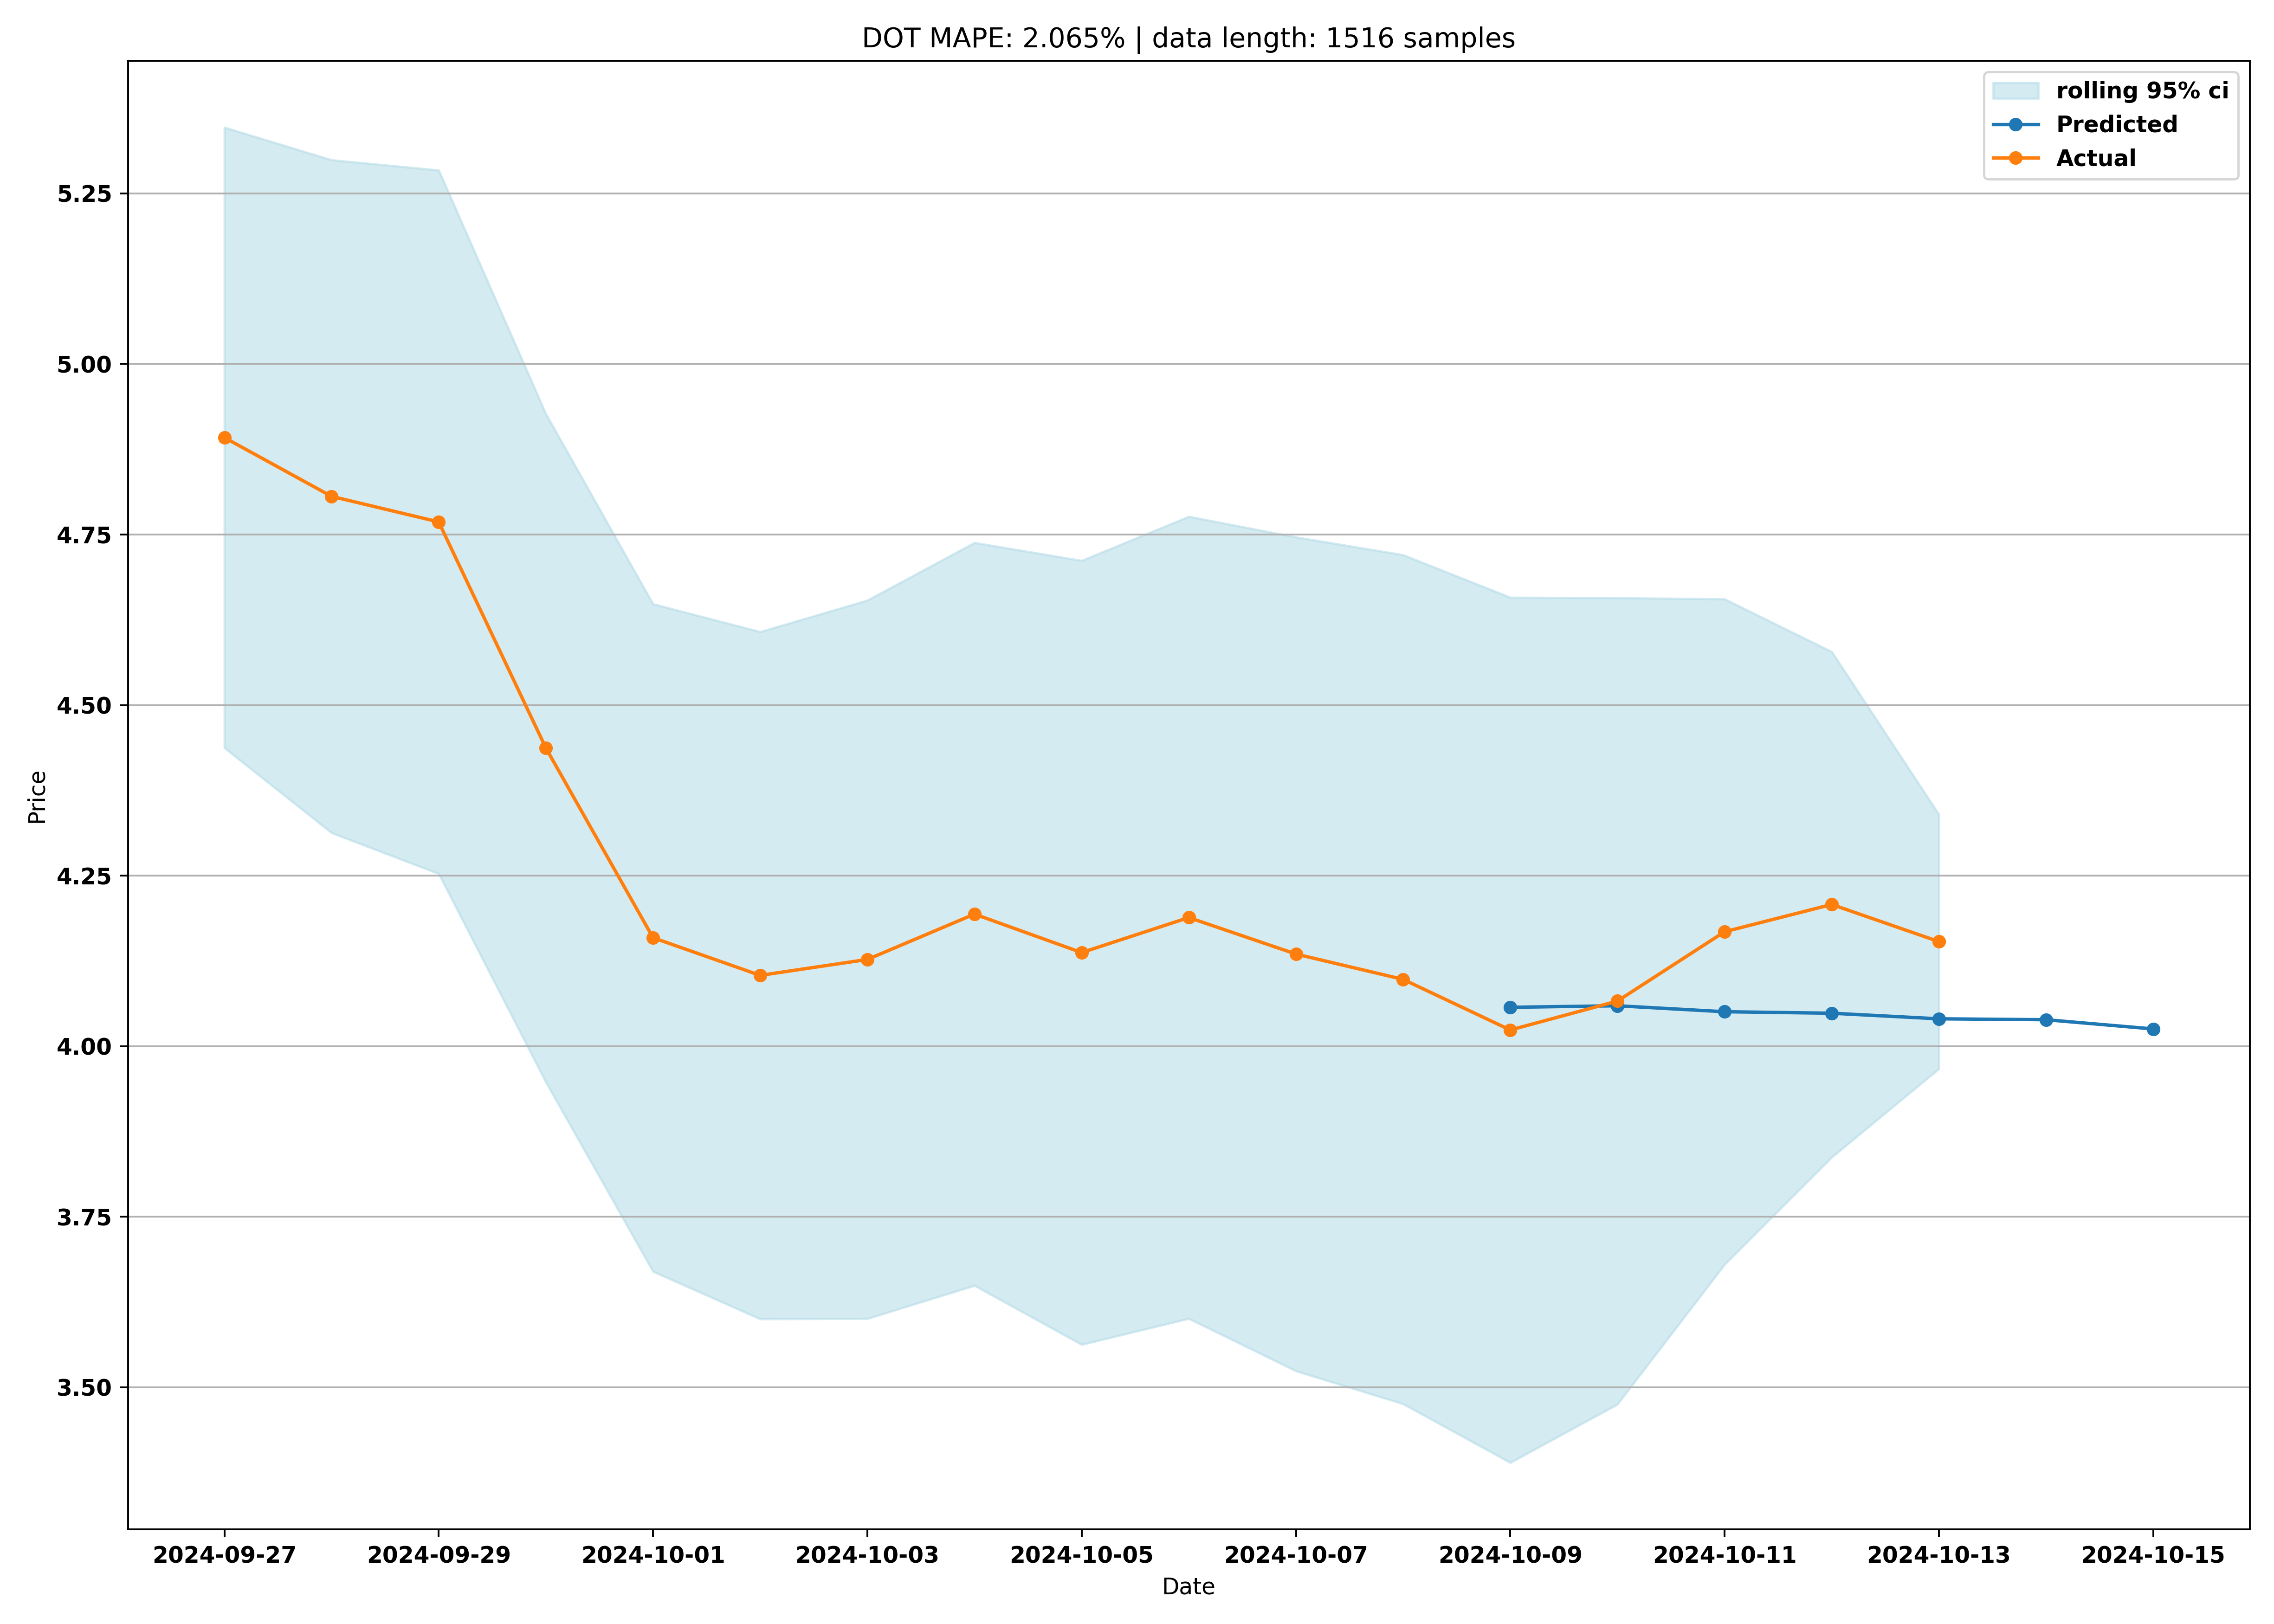 DOT MAPE: 2.065% | data length: 1516 samples
rolling 95% ci
Predicted
Actual
5.25
5.00
4.75
4.50
4.25
4.00
3.75
3.50
Price
2024-09-27 2024-09-29 2024-10-01 2024-10-03 2024-10-05 2024-10-07 2024-10-09 2024-10-11 2024-10-13 2024-10-15
Date